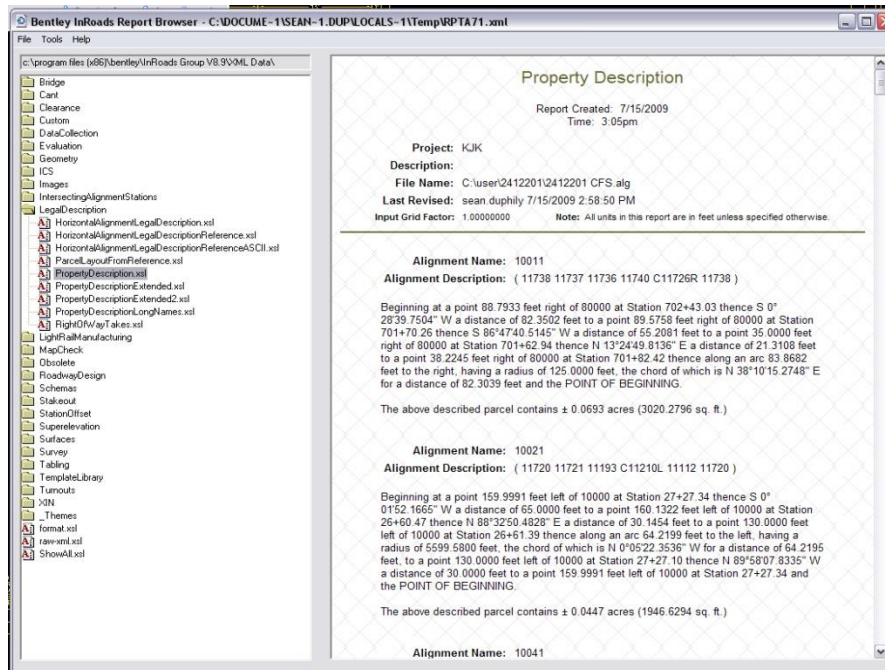 Bentley InRoads Report Browser - C:\DOCUME~1\SEAN~1.DUP\LOCALS~1\Temp\RPTA71.xml
File Tools Help
c:\program files (x86)\bentley\InRoads Group V8.9\XML Data\
Bridge
Cant
Clearance
Custom
DataCollection
Evaluation
Geometry
ICS
Images
IntersectingAlignmentStations
LegalDescription
HorizontalAlignmentLegalDescription.xsl
HorizontalAlignmentLegalDescriptionReference.xsl
HorizontalAlignmentLegalDescriptionReferenceASCII.xsl
ParcelLayoutFromReference.xsl
PropertyDescription.xsl
PropertyDescriptionExtended.xsl
PropertyDescriptionExtended2.xsl
PropertyDescriptionLongNames.xsl
RightOfWayTakes.xsl
LightRailManufacturing
MapCheck
Obsolete
RoadwayDesign
Schemas
Stakeout
StationOffset
Superelevation
Surfaces
Survey
Tabling
TemplateLibrary
Turnouts
XIN
_Themes
format.xsl
raw-xml.xsl
ShowAll.xsl
Property Description
Report Created: 7/15/2009
Time: 3:05pm
Project: KJK
Description:
File Name: C:\user\2412201\2412201 CFS.alg
Last Revised: sean.duphily 7/15/2009 2:58:50 PM
Input Grid Factor: 1.00000000 Note: All units in this report are in feet unless specified otherwise.
Alignment Name: 10011
Alignment Description: ( 11738 11737 11736 11740 C11726R 11738 )
Beginning at a point 88.7933 feet right of 80000 at Station 702+43.03 thence S 0°
28'39.7504" W a distance of 82.3502 feet to a point 89.5758 feet right of 80000 at Station
701+70.26 thence S 86°47'40.5145" W a distance of 55.2081 feet to a point 35.0000 feet
right of 80000 at Station 701+62.94 thence N 13°24'49.8136" E a distance of 21.3108 feet
to a point 38.2245 feet right of 80000 at Station 701+82.42 thence along an arc 83.8682
feet to the right, having a radius of 125.0000 feet, the chord of which is N 38°10'15.2748" E
for a distance of 82.3039 feet and the POINT OF BEGINNING.
The above described parcel contains ± 0.0693 acres (3020.2796 sq. ft.)
Alignment Name: 10021
Alignment Description: ( 11720 11721 11193 C11210L 11112 11720 )
Beginning at a point 159.9991 feet left of 10000 at Station 27+27.34 thence S 0°
01'52.1665" W a distance of 65.0000 feet to a point 160.1322 feet left of 10000 at Station
26+60.47 thence N 88°32'50.4828" E a distance of 30.1454 feet to a point 130.0000 feet
left of 10000 at Station 26+61.39 thence along an arc 64.2199 feet to the left, having a
radius of 5599.5800 feet, the chord of which is N 0°05'22.3536" W for a distance of 64.2195
feet, to a point 130.0000 feet left of 10000 at Station 27+27.10 thence N 89°58'07.8335" W
a distance of 30.0000 feet to a point 159.9991 feet left of 10000 at Station 27+27.34 and
the POINT OF BEGINNING.
The above described parcel contains ± 0.0447 acres (1946.6294 sq. ft.)
Alignment Name: 10041